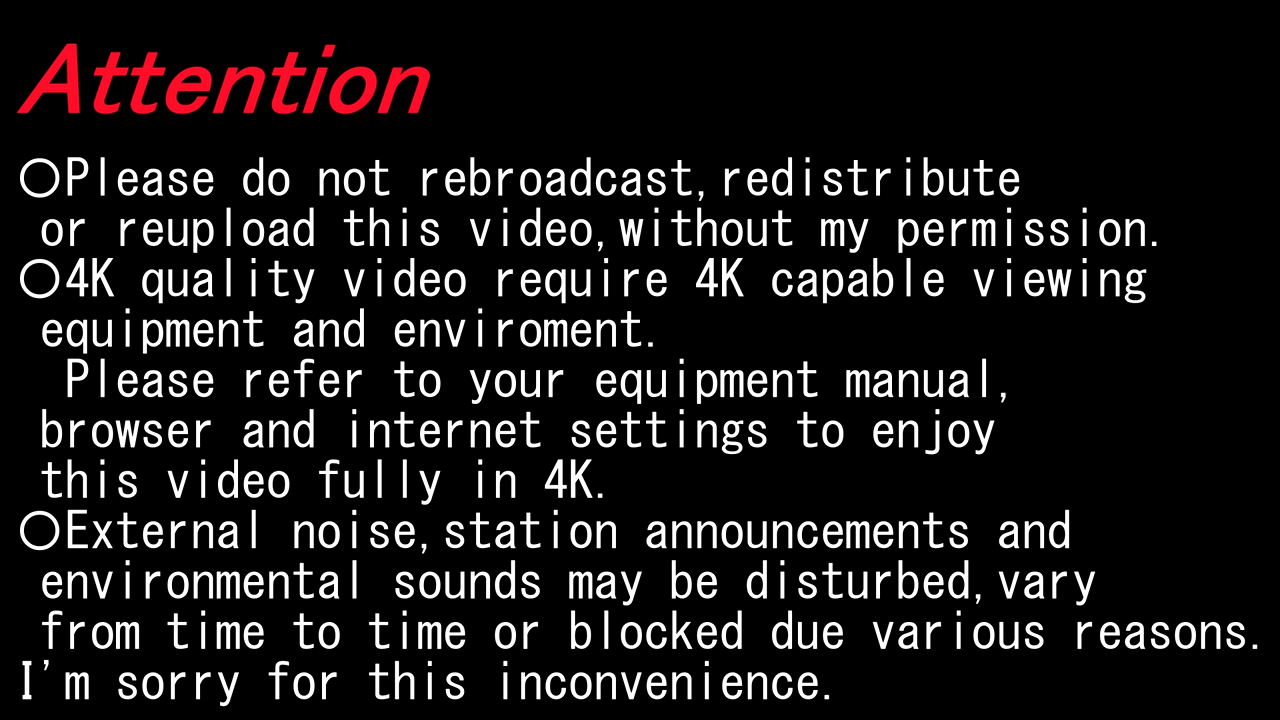 Attention
○Please do not rebroadcast,redistribute
or reupload this video,without my permission.
○4K quality video require 4K capable viewing
equipment and enviroment.
Please refer to your equipment manual,
browser and internet settings to enjoy
this video fully in 4K.
○External noise,station announcements and
environmental sounds may be disturbed,vary
from time to time or blocked due various reasons.
I'm sorry for this inconvenience.